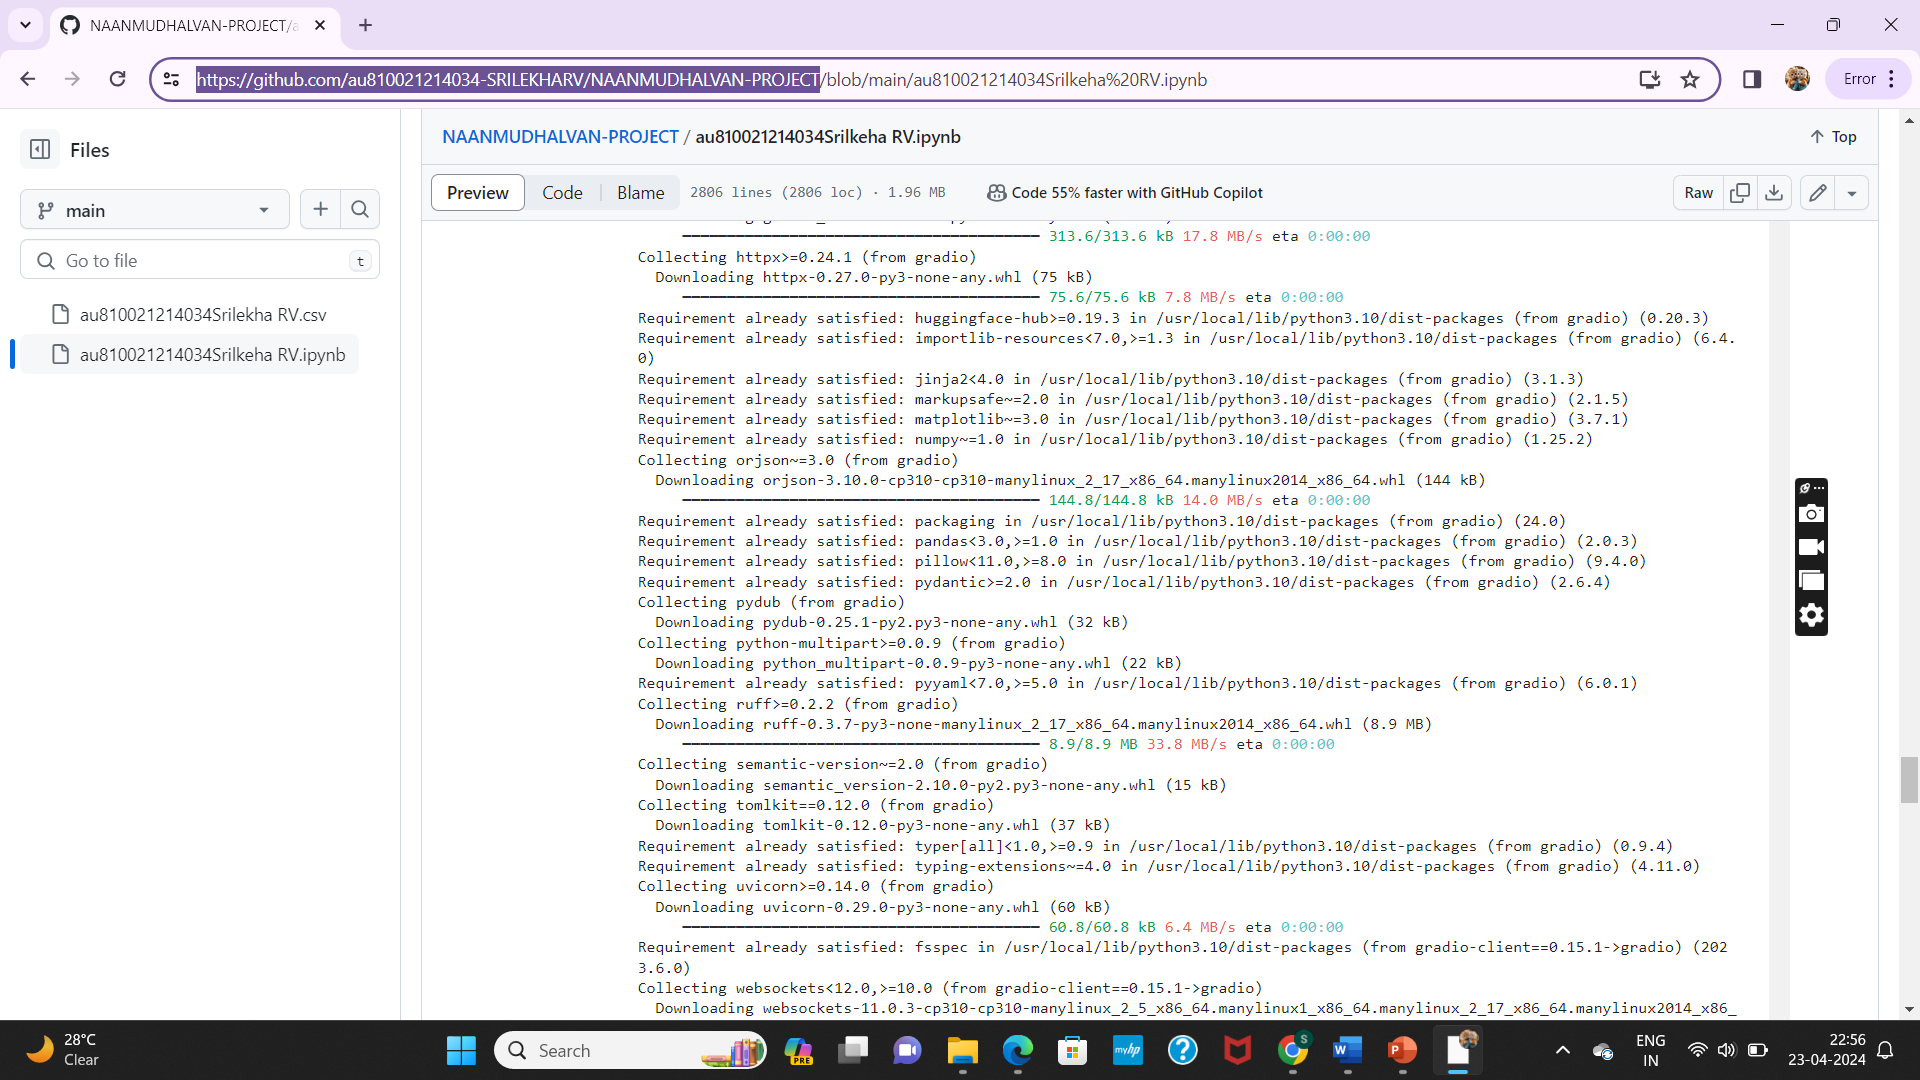 NAANMUDHALVAN-PROJECT/a
https://github.com/au810021214034-SRILEKHARV/NAANMUDHALVAN-PROJECT/blob/main/au810021214034Srilkeha%20RV.ipynb
Error
Files
NAANMUDHALVAN-PROJECT / au810021214034Srilkeha RV.ipynb
Top
main
Preview Code Blame 2806 lines (2806 loc) · 1.96 MB Code 55% faster with GitHub Copilot Raw
Go to file t
au810021214034Srilekha RV.csv
au810021214034Srilkeha RV.ipynb
313.6/313.6 kB 17.8 MB/s eta 0:00:00
Collecting httpx>=0.24.1 (from gradio)
Downloading httpx-0.27.0-py3-none-any.whl (75 kB)
75.6/75.6 kB 7.8 MB/s eta 0:00:00
Requirement already satisfied: huggingface-hub>=0.19.3 in /usr/local/lib/python3.10/dist-packages (from gradio) (0.20.3)
Requirement already satisfied: importlib-resources<7.0,>=1.3 in /usr/local/lib/python3.10/dist-packages (from gradio) (6.4.
0)
Requirement already satisfied: jinja2<4.0 in /usr/local/lib/python3.10/dist-packages (from gradio) (3.1.3)
Requirement already satisfied: markupsafe~=2.0 in /usr/local/lib/python3.10/dist-packages (from gradio) (2.1.5)
Requirement already satisfied: matplotlib~=3.0 in /usr/local/lib/python3.10/dist-packages (from gradio) (3.7.1)
Requirement already satisfied: numpy~=1.0 in /usr/local/lib/python3.10/dist-packages (from gradio) (1.25.2)
Collecting orjson~=3.0 (from gradio)
Downloading orjson-3.10.0-cp310-cp310-manylinux_2_17_x86_64.manylinux2014_x86_64.whl (144 kB)
144.8/144.8 kB 14.0 MB/s eta 0:00:00
Requirement already satisfied: packaging in /usr/local/lib/python3.10/dist-packages (from gradio) (24.0)
Requirement already satisfied: pandas<3.0,>=1.0 in /usr/local/lib/python3.10/dist-packages (from gradio) (2.0.3)
Requirement already satisfied: pillow<11.0,>=8.0 in /usr/local/lib/python3.10/dist-packages (from gradio) (9.4.0)
Requirement already satisfied: pydantic>=2.0 in /usr/local/lib/python3.10/dist-packages (from gradio) (2.6.4)
Collecting pydub (from gradio)
Downloading pydub-0.25.1-py2.py3-none-any.whl (32 kB)
Collecting python-multipart>=0.0.9 (from gradio)
Downloading python_multipart-0.0.9-py3-none-any.whl (22 kB)
Requirement already satisfied: pyyaml<7.0,>=5.0 in /usr/local/lib/python3.10/dist-packages (from gradio) (6.0.1)
Collecting ruff>=0.2.2 (from gradio)
Downloading ruff-0.3.7-py3-none-manylinux_2_17_x86_64.manylinux2014_x86_64.whl (8.9 MB)
8.9/8.9 MB 33.8 MB/s eta 0:00:00
Collecting semantic-version~=2.0 (from gradio)
Downloading semantic_version-2.10.0-py2.py3-none-any.whl (15 kB)
Collecting tomlkit==0.12.0 (from gradio)
Downloading tomlkit-0.12.0-py3-none-any.whl (37 kB)
Requirement already satisfied: typer[all]<1.0,>=0.9 in /usr/local/lib/python3.10/dist-packages (from gradio) (0.9.4)
Requirement already satisfied: typing-extensions~=4.0 in /usr/local/lib/python3.10/dist-packages (from gradio) (4.11.0)
Collecting uvicorn>=0.14.0 (from gradio)
Downloading uvicorn-0.29.0-py3-none-any.whl (60 kB)
60.8/60.8 kB 6.4 MB/s eta 0:00:00
Requirement already satisfied: fsspec in /usr/local/lib/python3.10/dist-packages (from gradio-client==0.15.1->gradio) (202
3.6.0)
Collecting websockets<12.0,>=10.0 (from gradio-client==0.15.1->gradio)
Downloading websockets-11.0.3-cp310-cp310-manylinux_2_5_x86_64.manylinux1_x86_64.manylinux_2_17_x86_64.manylinux2014_x86_
28°C
Clear
Search
PRE
myhp
S
W
P
ENG
IN
22:56
23-04-2024